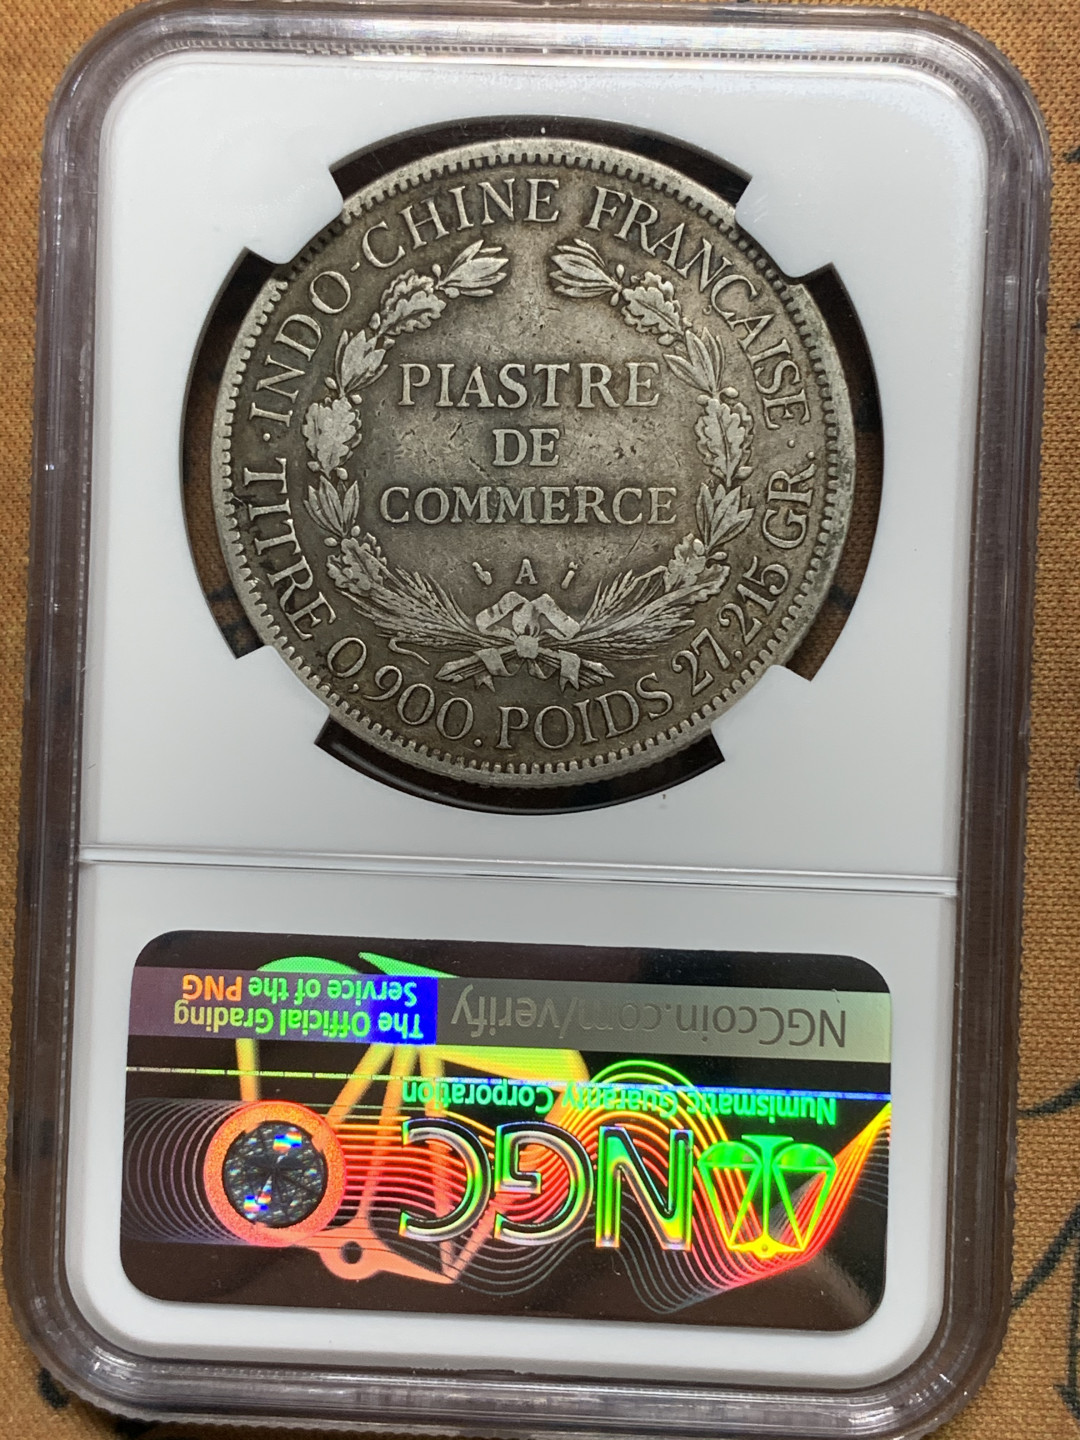 INDO-CHINE FRANÇAISE.
PIASTRE
DE
COMMERCE
A
TITRE 0,900. POIDS 27,215 GR.
NGCcoin.com/verify
The Official Grading
Service of the PNG
Numismatic Guaranty Corporation
NGC